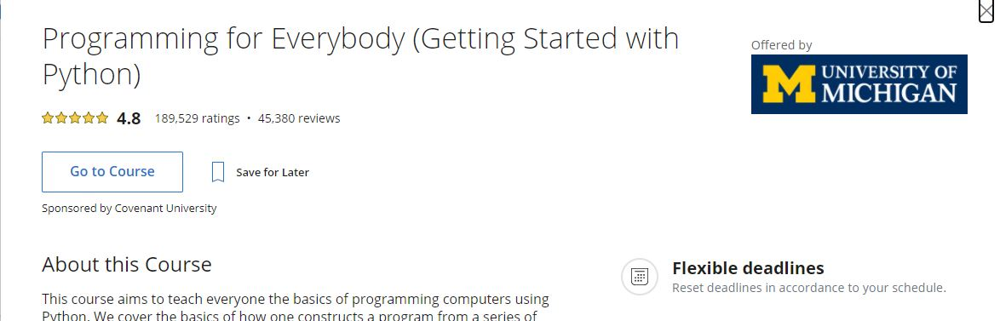 Programming for Everybody (Getting Started with
Python)
Offered by
M UNIVERSITY OF
MICHIGAN
4.8 189,529 ratings • 45,380 reviews
Go to Course Save for Later
Sponsored by Covenant University
About this Course
Flexible deadlines
Reset deadlines in accordance to your schedule.
This course aims to teach everyone the basics of programming computers using
Python. We cover the basics of how one constructs a program from a series of